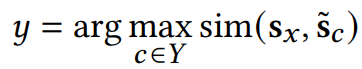 y = arg max sim(s_x, s̃_c)
c∈Y